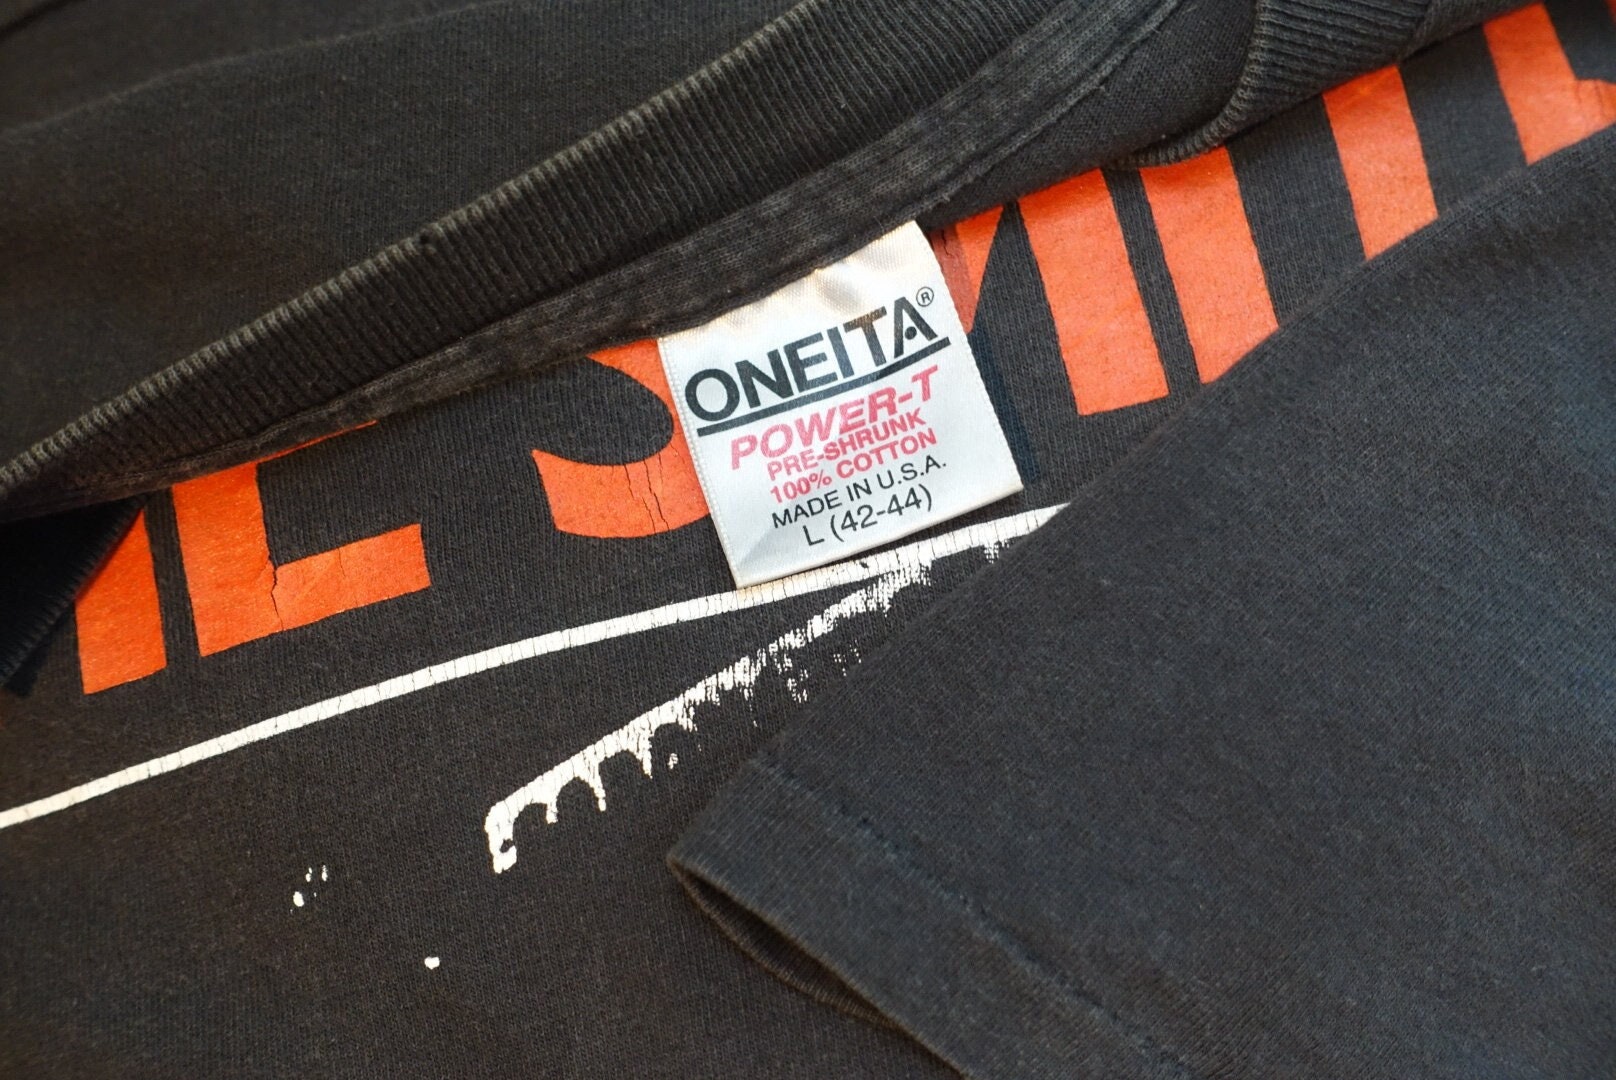 ONEITA®
POWER-T
PRE-SHRUNK
100% COTTON
MADE IN U.S.A.
L (42-44)